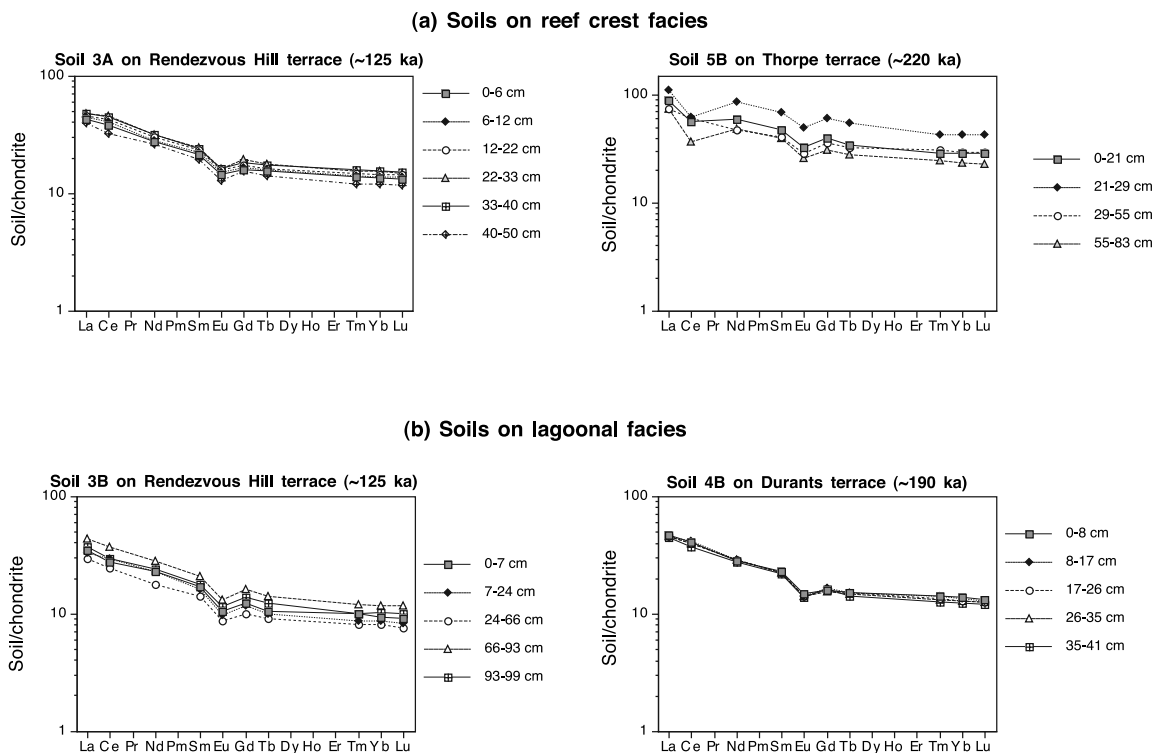 (a) Soils on reef crest facies
Soil 3A on Rendezvous Hill terrace (~125 ka)
100
10
1
Soil/chondrite
La Ce Pr Nd Pm Sm Eu Gd Tb Dy Ho Er Tm Yb Lu
0-6 cm
6-12 cm
12-22 cm
22-33 cm
33-40 cm
40-50 cm
Soil 5B on Thorpe terrace (~220 ka)
100
10
1
Soil/chondrite
La Ce Pr Nd Pm Sm Eu Gd Tb Dy Ho Er Tm Yb Lu
0-21 cm
21-29 cm
29-55 cm
55-83 cm
(b) Soils on lagoonal facies
Soil 3B on Rendezvous Hill terrace (~125 ka)
100
10
1
Soil/chondrite
La Ce Pr Nd Pm Sm Eu Gd Tb Dy Ho Er Tm Yb Lu
0-7 cm
7-24 cm
24-66 cm
66-93 cm
93-99 cm
Soil 4B on Durants terrace (~190 ka)
100
10
1
Soil/chondrite
La Ce Pr Nd Pm Sm Eu Gd Tb Dy Ho Er Tm Yb Lu
0-8 cm
8-17 cm
17-26 cm
26-35 cm
35-41 cm